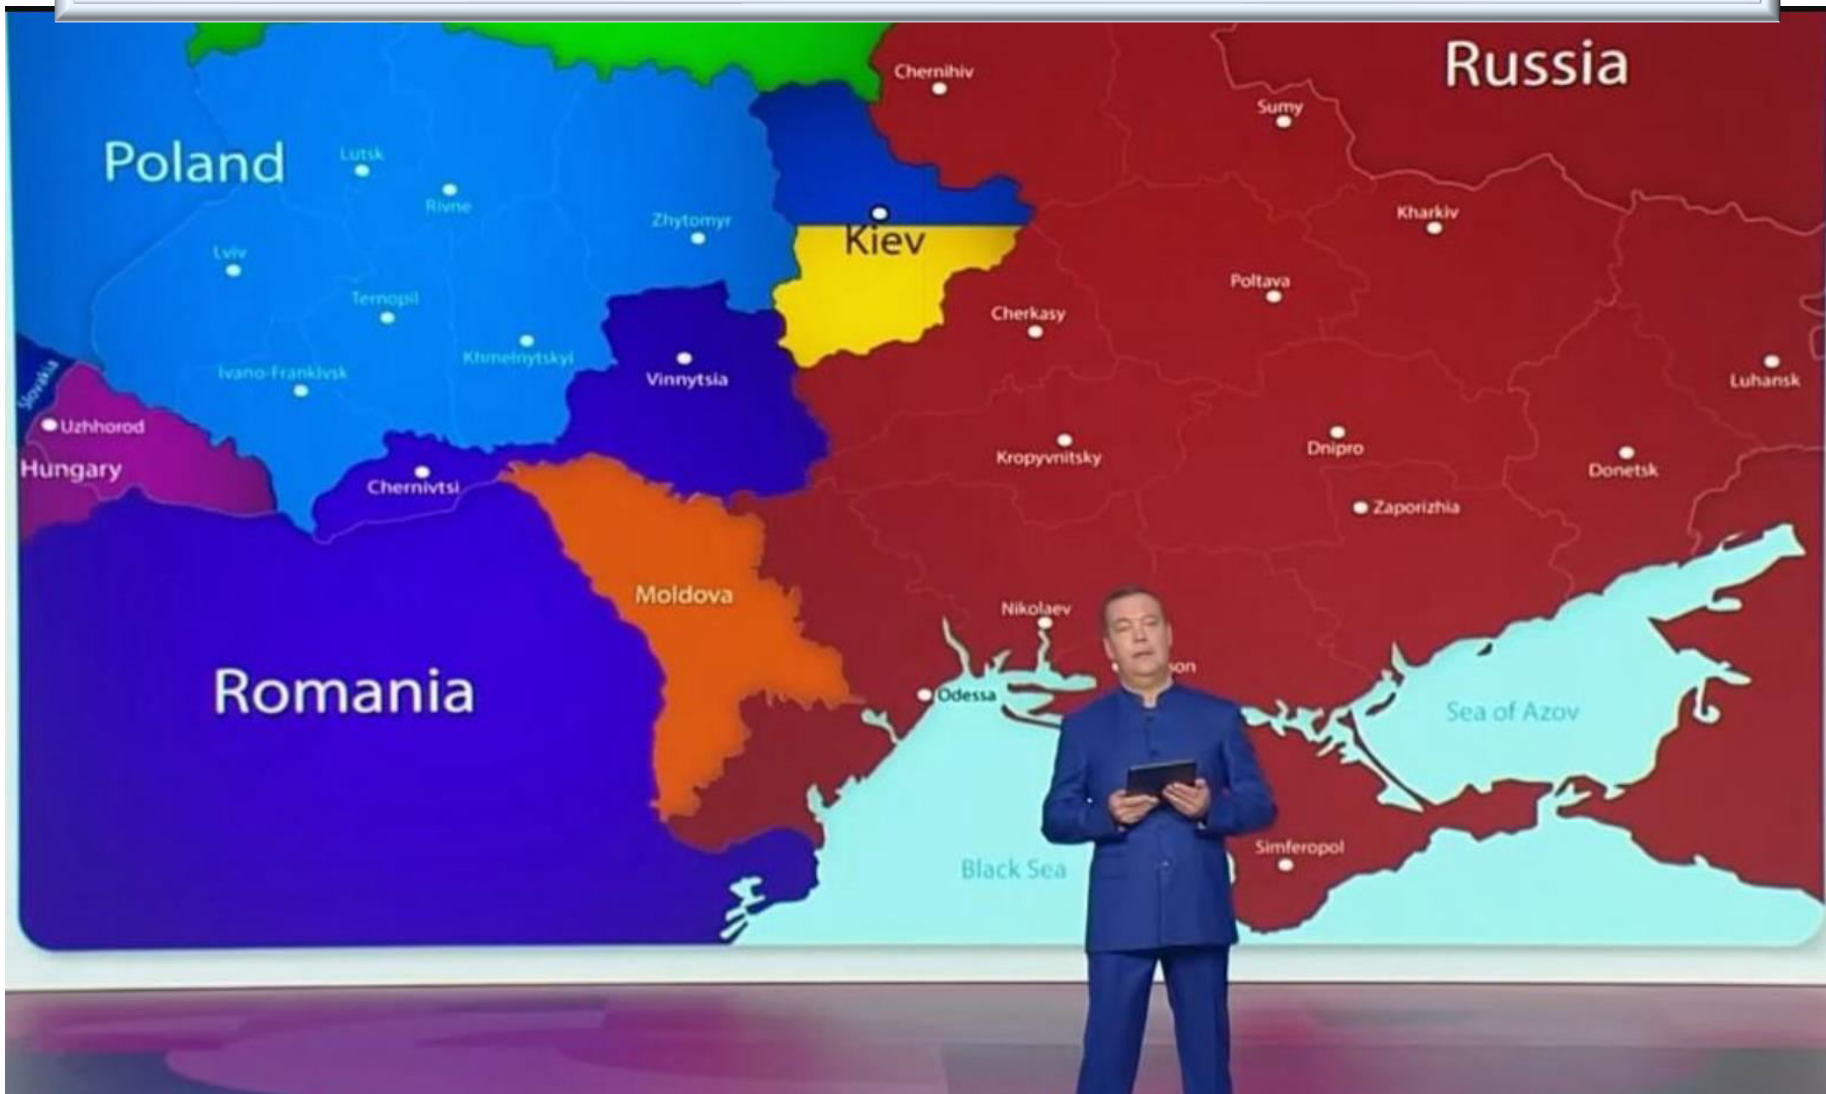 Russia
Chernihiv
Sumy
Poland
Lutsk
Rivne
Zhytomyr
Kiev
Kharkiv
Lviv
Ternopil
Poltava
Cherkasy
Khmelnytskyi
Ivano-Frankivsk
Vinnytsia
Slovakia
Luhansk
Uzhhorod
Hungary
Chernivtsi
Kropyvnitsky
Dnipro
Donetsk
Zaporizhia
Moldova
Nikolaev
son
Romania
Odessa
Sea of Azov
Simferopol
Black Sea